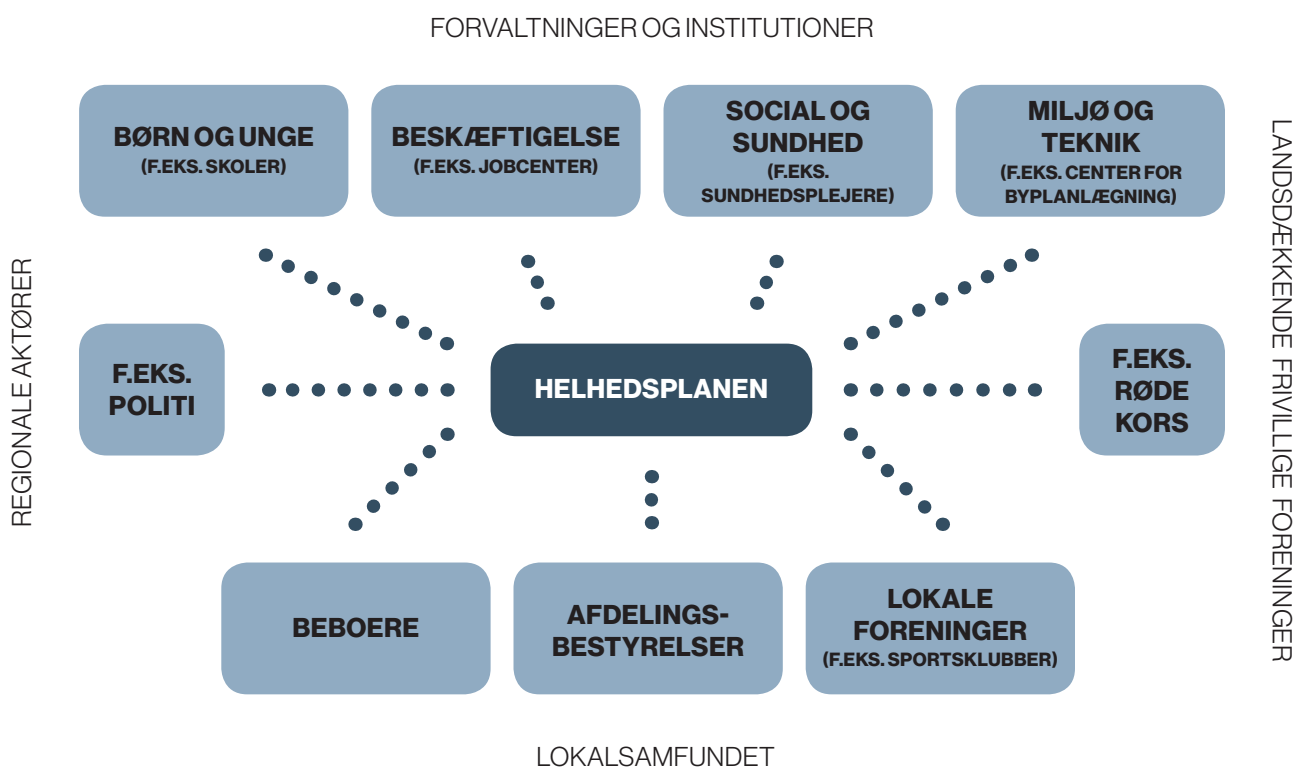 FORVALTNINGER OG INSTITUTIONER
BØRN OG UNGE
(F.EKS. SKOLER)
BESKÆFTIGELSE
(F.EKS. JOBCENTER)
SOCIAL OG
SUNDHED
(F.EKS.
SUNDHEDSPLEJERE)
MILJØ OG
TEKNIK
(F.EKS. CENTER FOR
BYPLANLÆGNING)
REGIONALE AKTØRER
F.EKS.
POLITI
HELHEDSPLANEN
F.EKS.
RØDE
KORS
LANDSDÆKKENDE FRIVILLIGE FORENINGER
BEBOERE
AFDELINGS-
BESTYRELSER
LOKALE
FORENINGER
(F.EKS. SPORTSKLUBBER)
LOKALSAMFUNDET